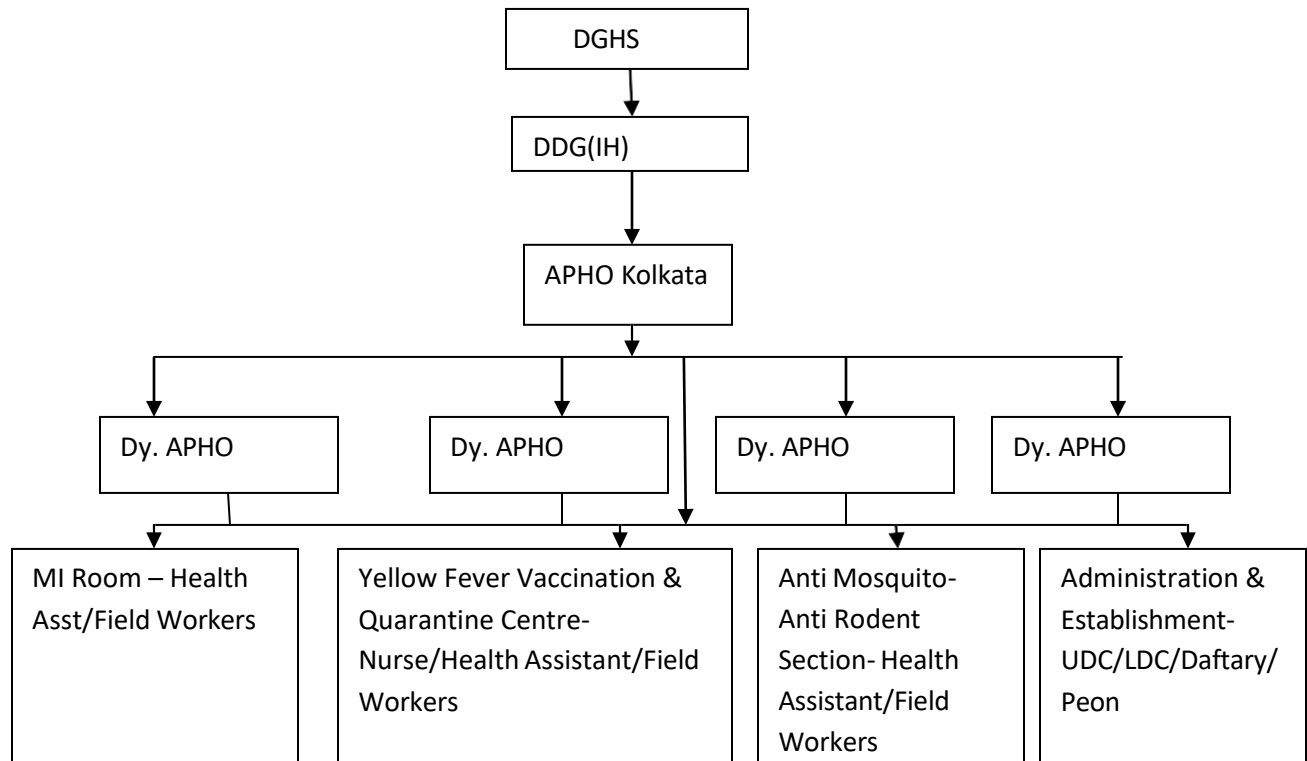 DGHS
DDG(IH)
APHO Kolkata
Dy. APHO
Dy. APHO
Dy. APHO
Dy. APHO
MI Room – Health
Asst/Field Workers
Yellow Fever Vaccination &
Quarantine Centre-
Nurse/Health Assistant/Field
Workers
Anti Mosquito-
Anti Rodent
Section- Health
Assistant/Field
Workers
Administration &
Establishment-
UDC/LDC/Daftary/
Peon